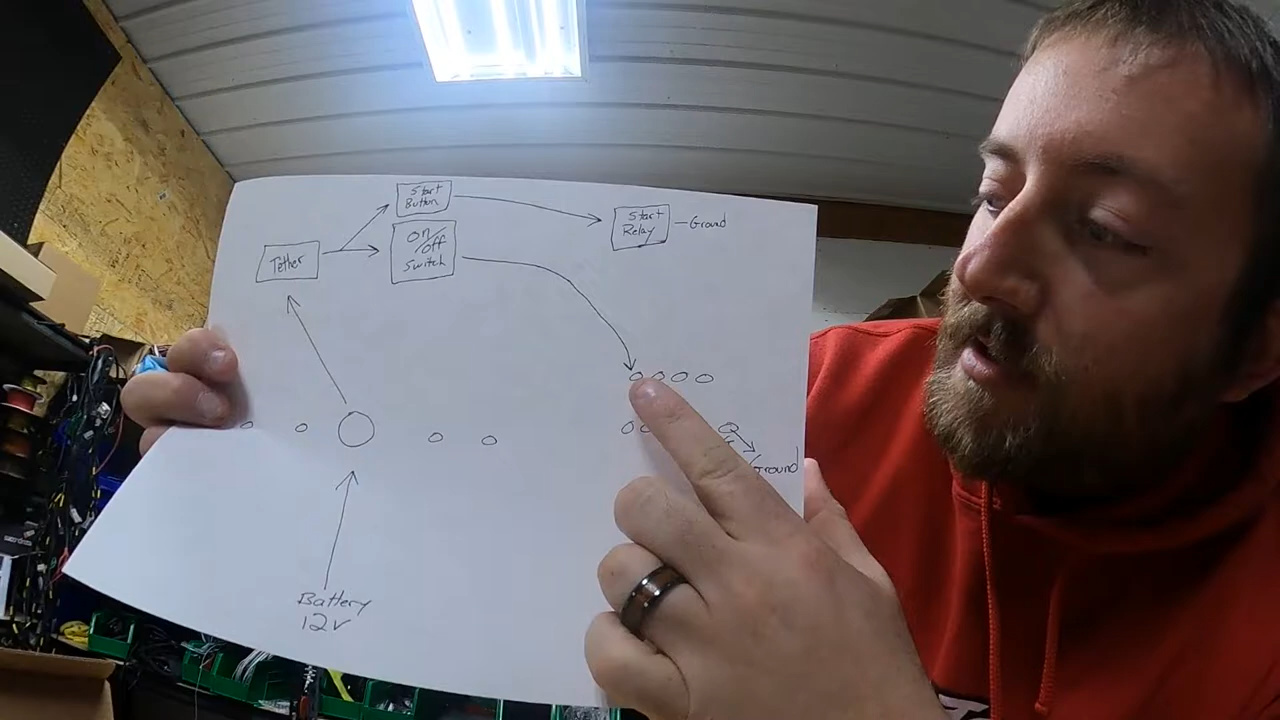 Start
Button
On/Off
Switch
Tether
Start
Relay
Ground
Ground
Battery
12v